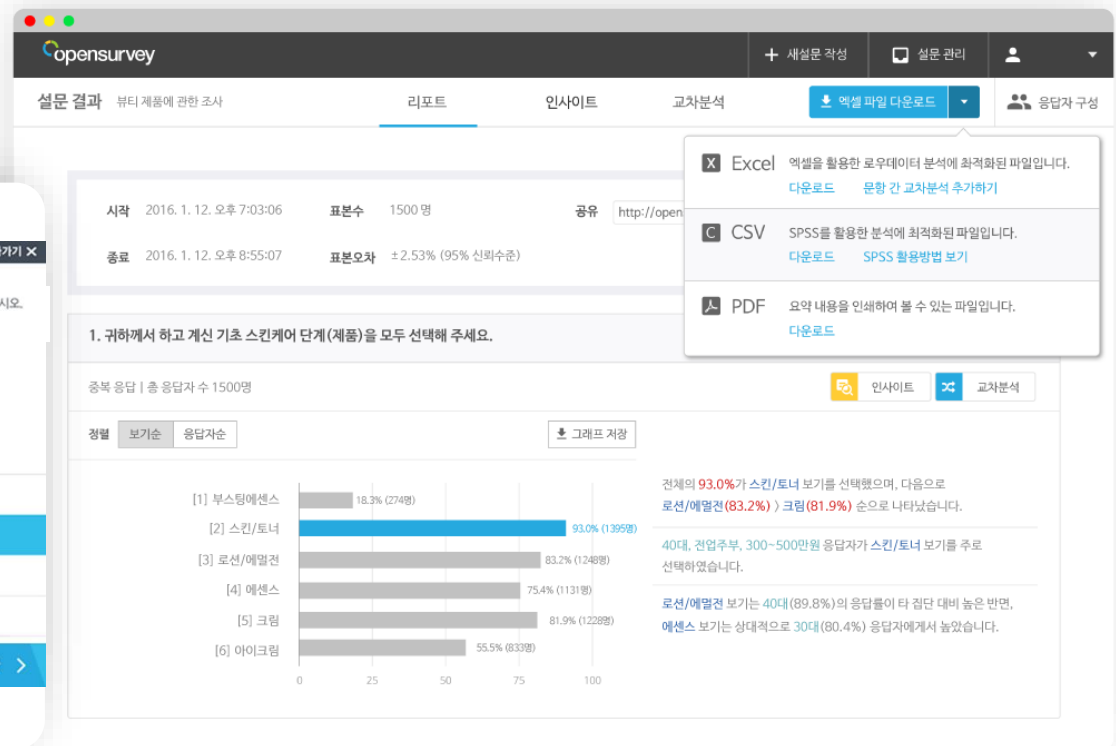 opensurvey
새설문 작성
설문 관리
설문 결과 뷰티 제품에 관한 조사
리포트
인사이트
교차분석
엑셀 파일 다운로드
응답자 구성
X Excel 엑셀을 활용한 로우데이터 분석에 최적화된 파일입니다.
다운로드 문항 간 교차분석 추가하기
C CSV SPSS를 활용한 분석에 최적화된 파일입니다.
다운로드 SPSS 활용방법 보기
PDF 요약 내용을 인쇄하여 볼 수 있는 파일입니다.
다운로드
시작 2016. 1. 12. 오후 7:03:06 표본수 1500 명 공유 http://open
종료 2016. 1. 12. 오후 8:55:07 표본오차 ±2.53% (95% 신뢰수준)
가기 X
시오.
1. 귀하께서 하고 계신 기초 스킨케어 단계(제품)을 모두 선택해 주세요.
중복 응답 | 총 응답자 수 1500명
인사이트
교차분석
정렬 보기순 응답자순
그래프 저장
[1] 부스팅에센스 18.3% (274명)
[2] 스킨/토너 93.0% (1395명)
[3] 로션/에멀전 83.2% (1248명)
[4] 에센스 75.4% (1131명)
[5] 크림 81.9% (1228명)
[6] 아이크림 55.5% (833명)
0 25 50 75 100
전체의 93.0%가 스킨/토너 보기를 선택했으며, 다음으로
로션/에멀전(83.2%) 〉 크림(81.9%) 순으로 나타났습니다.
40대, 전업주부, 300~500만원 응답자가 스킨/토너 보기를 주로
선택하였습니다.
로션/에멀전 보기는 40대(89.8%)의 응답률이 타 집단 대비 높은 반면,
에센스 보기는 상대적으로 30대(80.4%) 응답자에게서 높았습니다.